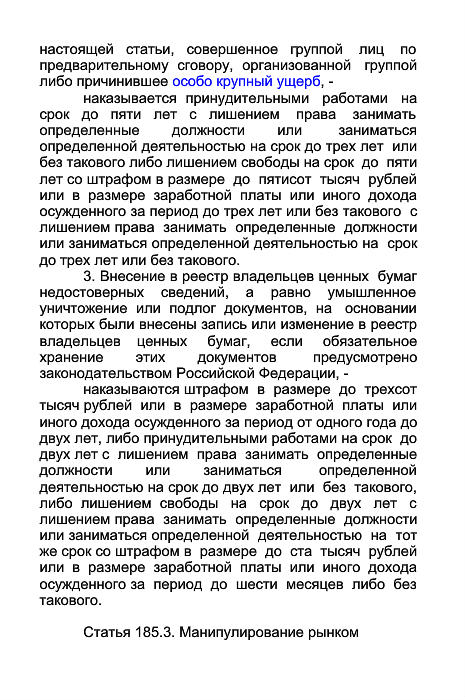 настоящей статьи, совершенное группой лиц по
предварительному сговору, организованной группой
либо причинившее особо крупный ущерб, -
наказывается принудительными работами на
срок до пяти лет с лишением права занимать
определенные должности или заниматься
определенной деятельностью на срок до трех лет или
без такового либо лишением свободы на срок до пяти
лет со штрафом в размере до пятисот тысяч рублей
или в размере заработной платы или иного дохода
осужденного за период до трех лет или без такового с
лишением права занимать определенные должности
или заниматься определенной деятельностью на срок
до трех лет или без такового.
3. Внесение в реестр владельцев ценных бумаг
недостоверных сведений, а равно умышленное
уничтожение или подлог документов, на основании
которых были внесены запись или изменение в реестр
владельцев ценных бумаг, если обязательное
хранение этих документов предусмотрено
законодательством Российской Федерации, -
наказываются штрафом в размере до трехсот
тысяч рублей или в размере заработной платы или
иного дохода осужденного за период от одного года до
двух лет, либо принудительными работами на срок до
двух лет с лишением права занимать определенные
должности или заниматься определенной
деятельностью на срок до двух лет или без такового,
либо лишением свободы на срок до двух лет с
лишением права занимать определенные должности
или заниматься определенной деятельностью на тот
же срок со штрафом в размере до ста тысяч рублей
или в размере заработной платы или иного дохода
осужденного за период до шести месяцев либо без
такового.
Статья 185.3. Манипулирование рынком